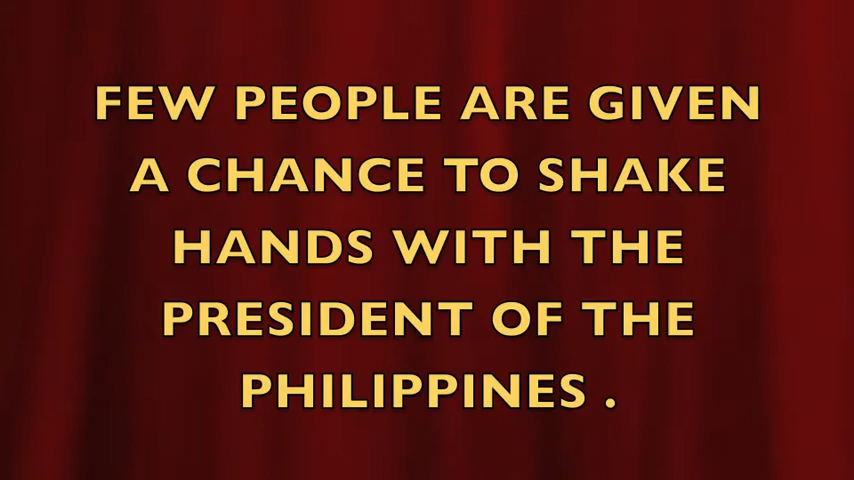 FEW PEOPLE ARE GIVEN
A CHANCE TO SHAKE
HANDS WITH THE
PRESIDENT OF THE
PHILIPPINES .